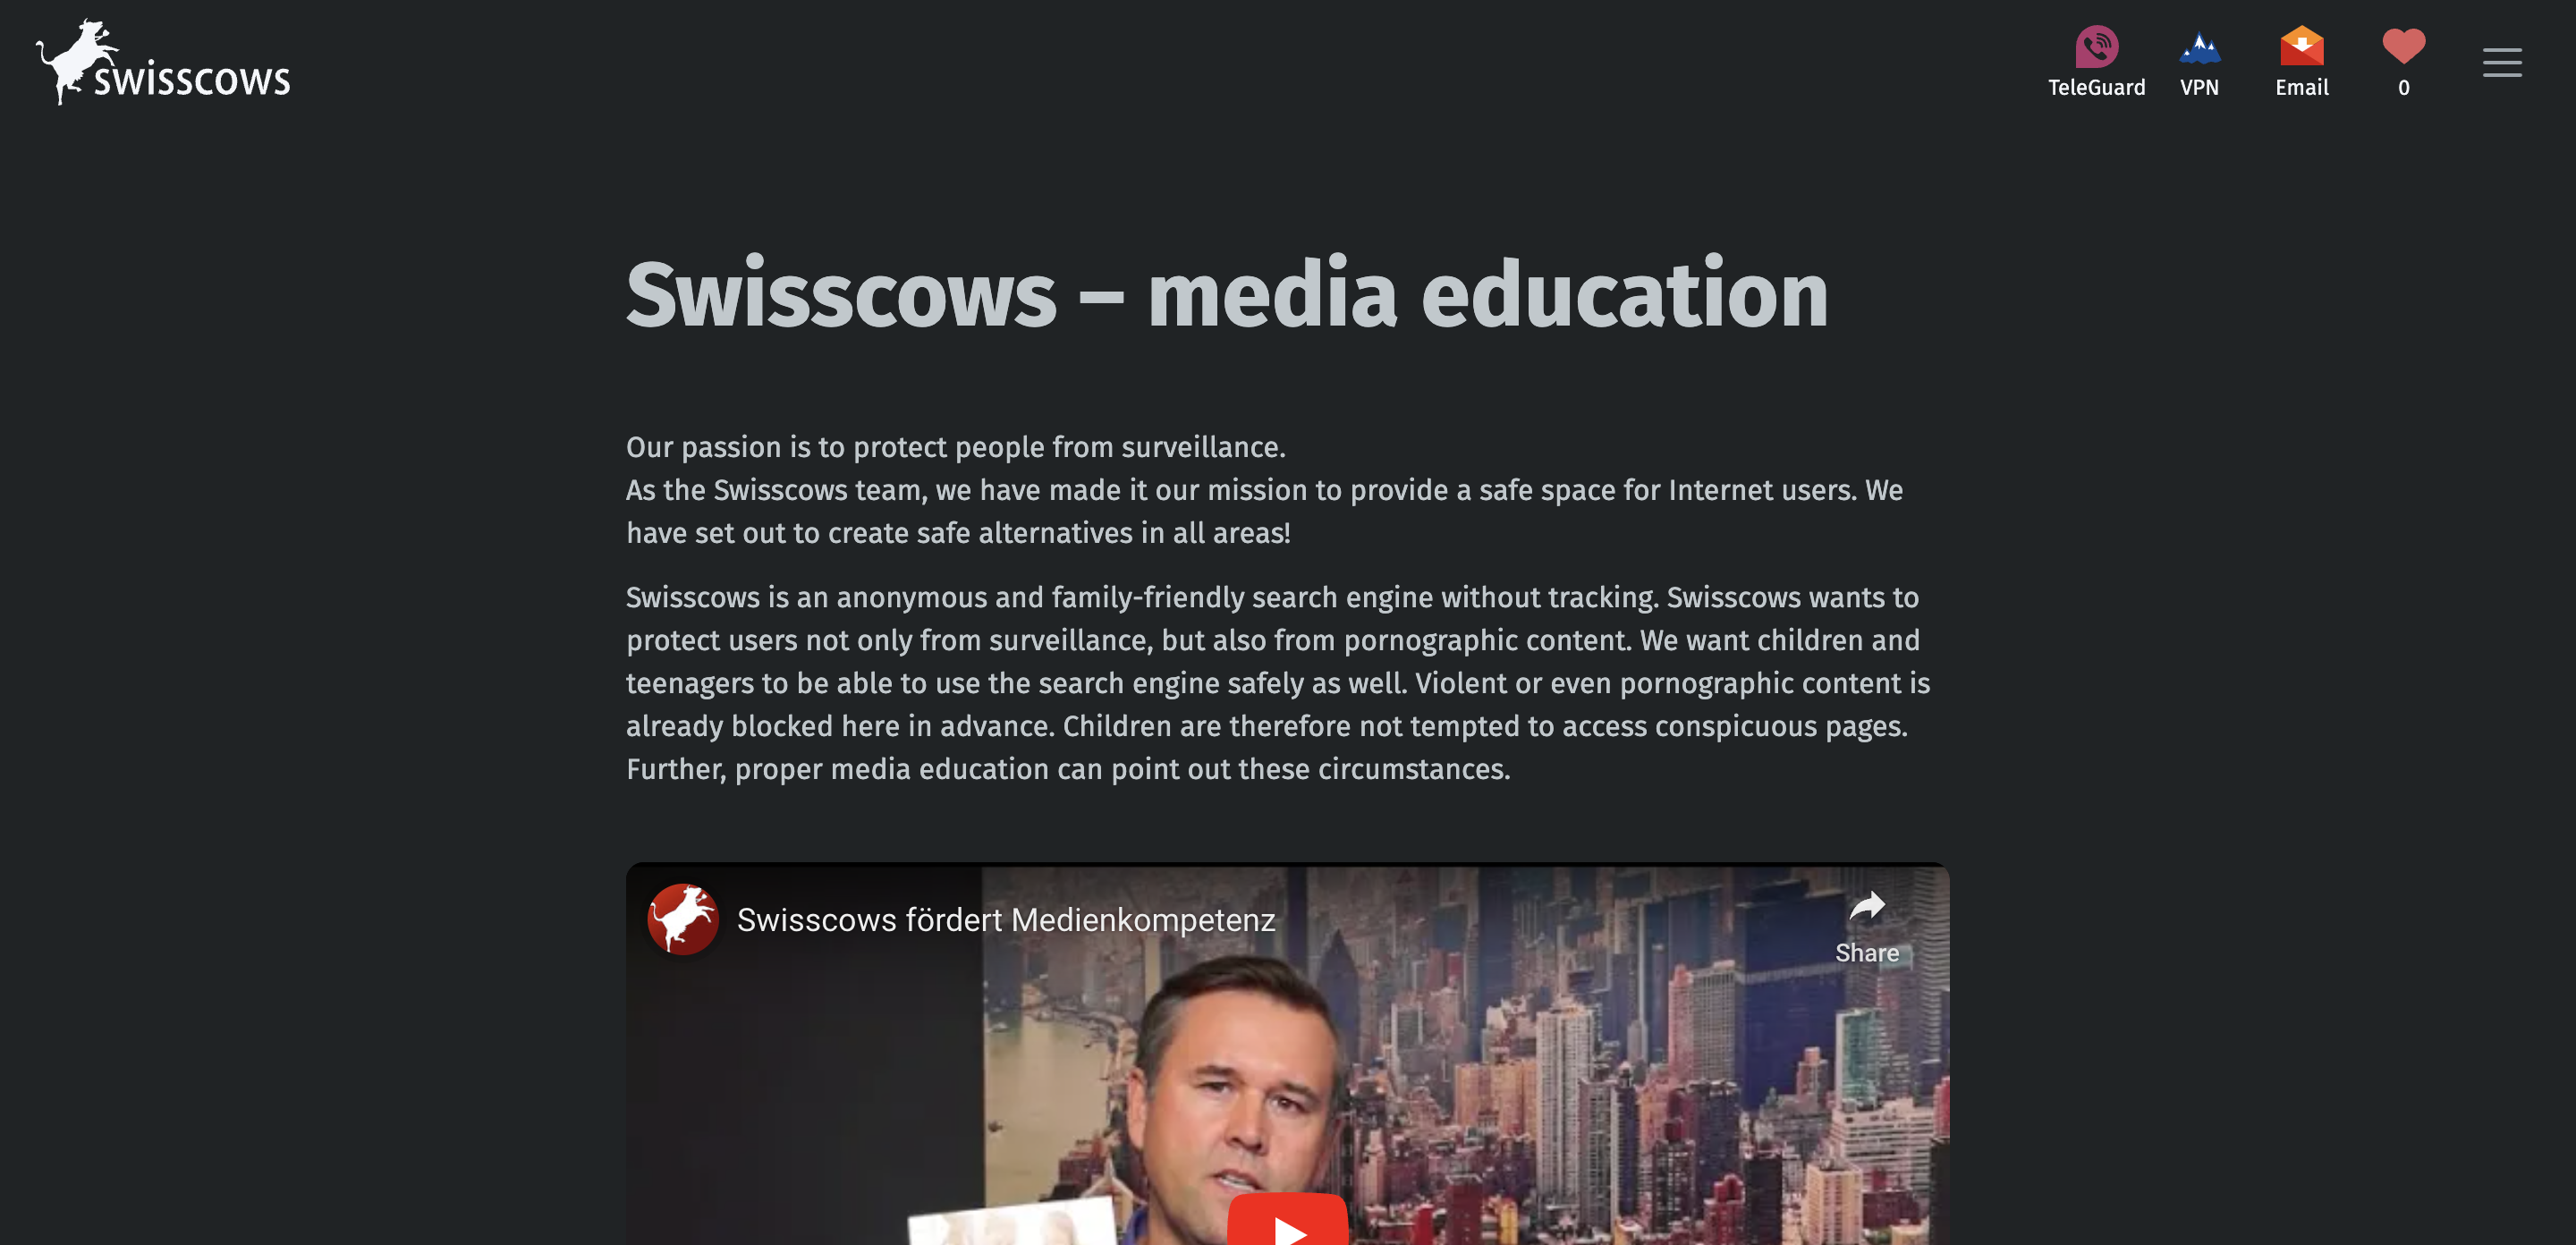 swisscows
TeleGuard
VPN
Email
0
Swisscows – media education
Our passion is to protect people from surveillance.
As the Swisscows team, we have made it our mission to provide a safe space for Internet users. We
have set out to create safe alternatives in all areas!
Swisscows is an anonymous and family-friendly search engine without tracking. Swisscows wants to
protect users not only from surveillance, but also from pornographic content. We want children and
teenagers to be able to use the search engine safely as well. Violent or even pornographic content is
already blocked here in advance. Children are therefore not tempted to access conspicuous pages.
Further, proper media education can point out these circumstances.
Swisscows fördert Medienkompetenz
Share